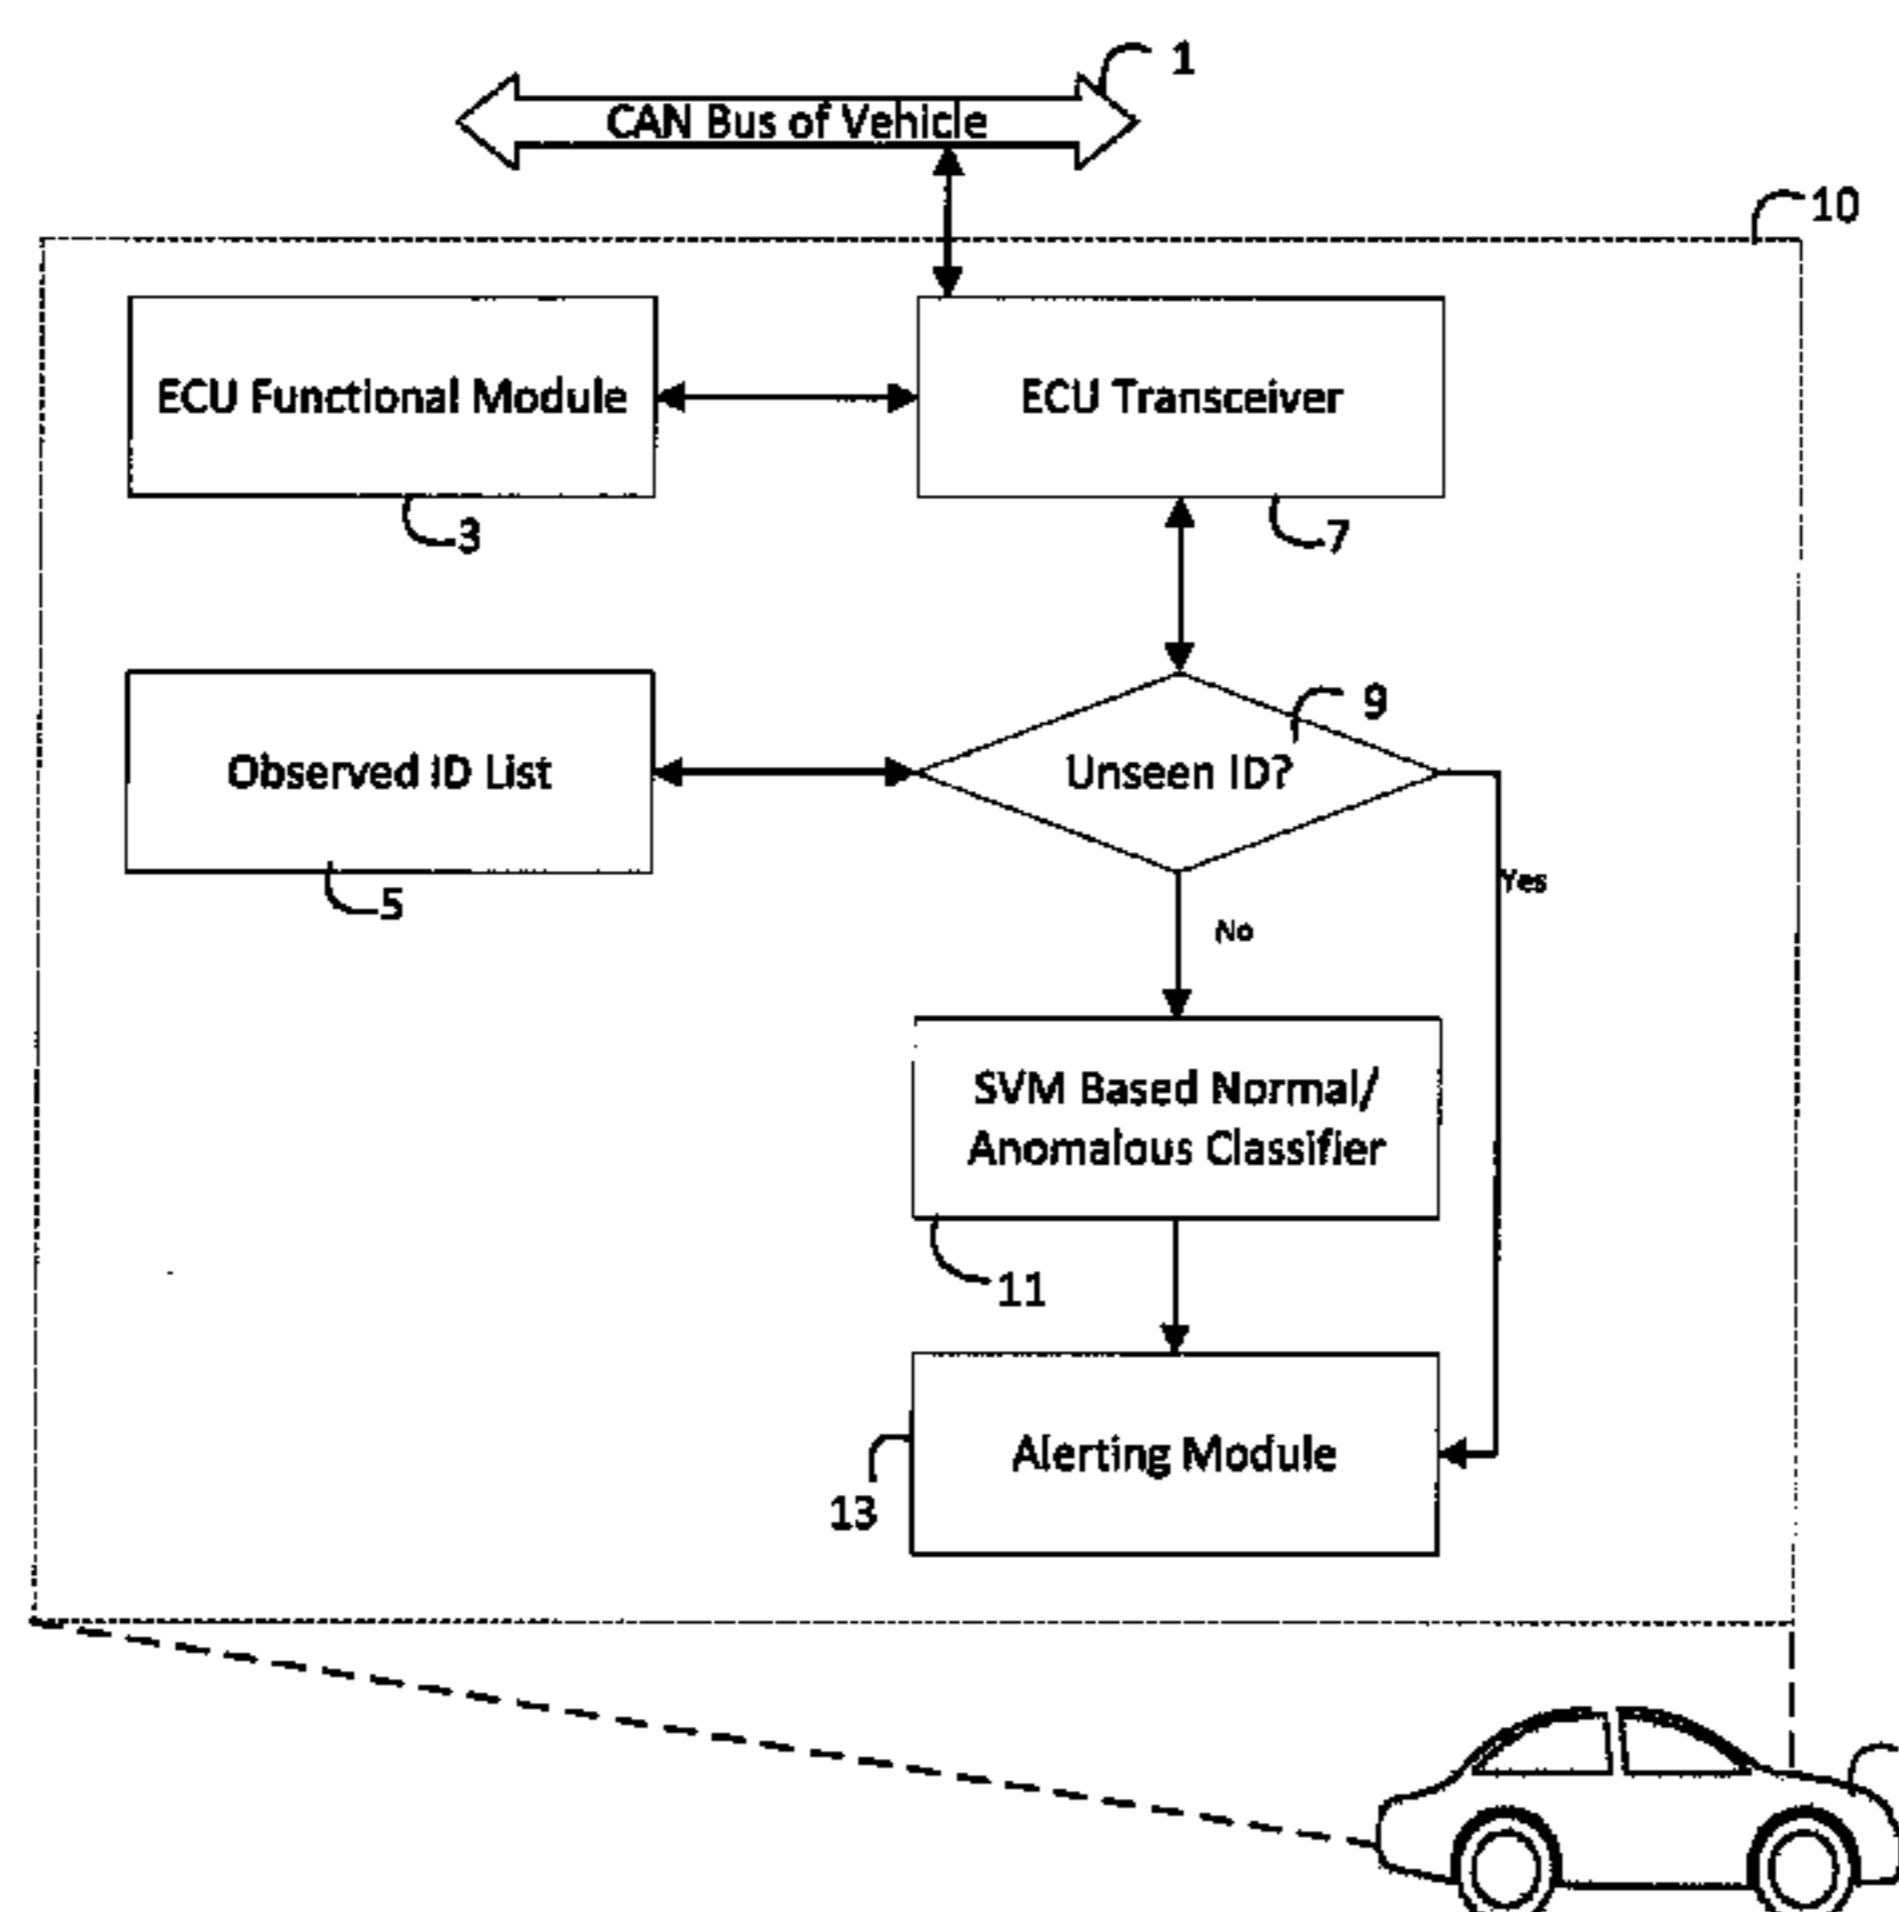 1
CAN Bus of Vehicle
10
ECU Functional Module
ECU Transceiver
3
7
9
Observed ID List
Unseen ID?
5
Yes
No
SVM Based Normal/
Anomalous Classifier
11
Alerting Module
13